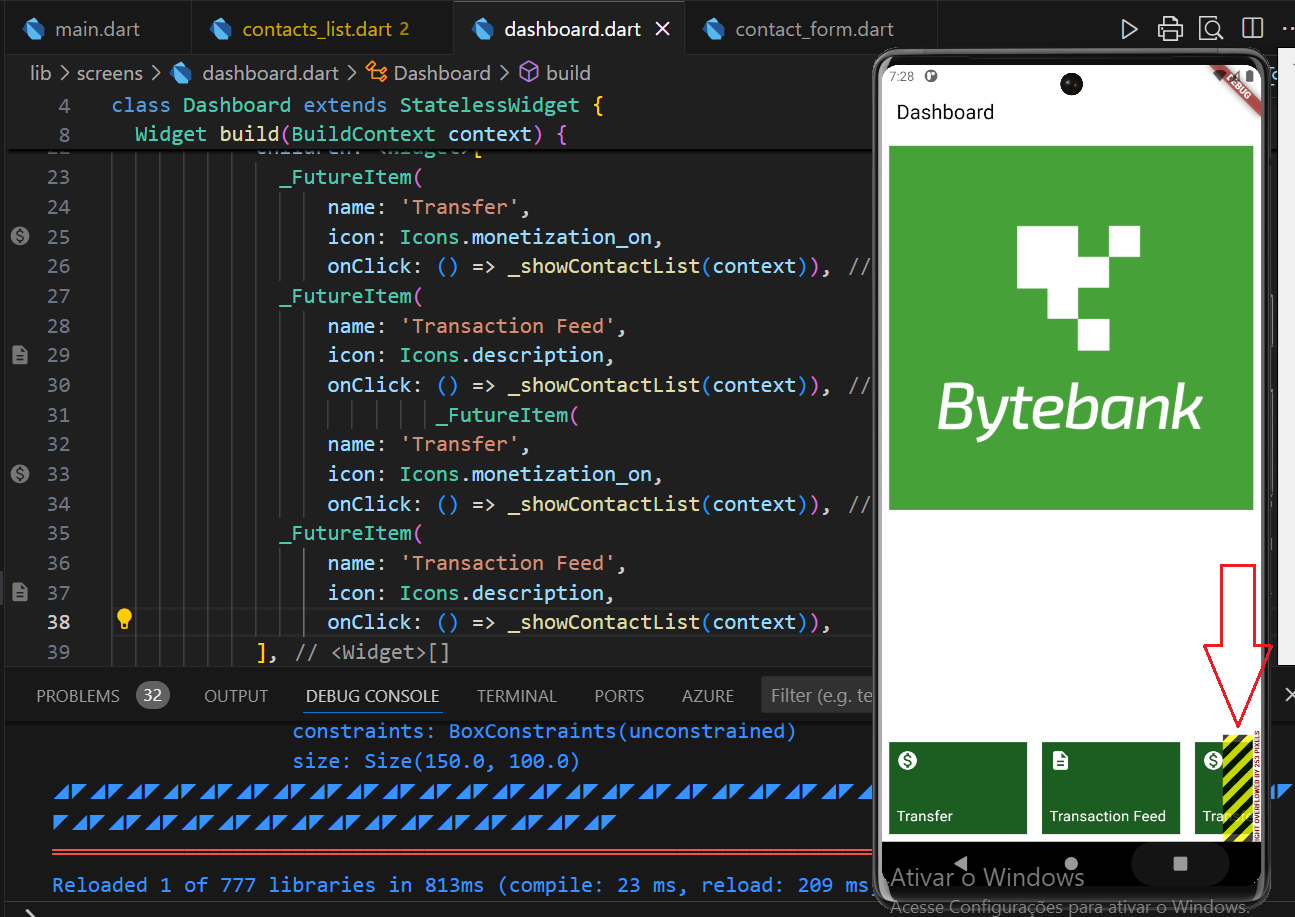 main.dart
contacts_list.dart 2
dashboard.dart
contact_form.dart
lib > screens > dashboard.dart > Dashboard > build
4 class Dashboard extends StatelessWidget {
8 Widget build(BuildContext context) {
23 _FutureItem(
24 name: 'Transfer',
25 icon: Icons.monetization_on,
26 onClick: () => _showContactList(context)), //
27 _FutureItem(
28 name: 'Transaction Feed',
29 icon: Icons.description,
30 onClick: () => _showContactList(context)), //
31 _FutureItem(
32 name: 'Transfer',
33 icon: Icons.monetization_on,
34 onClick: () => _showContactList(context)), //
35 _FutureItem(
36 name: 'Transaction Feed',
37 icon: Icons.description,
38 onClick: () => _showContactList(context)),
39 ], // <Widget>[]
PROBLEMS 32 OUTPUT DEBUG CONSOLE TERMINAL PORTS AZURE Filter (e.g. te
constraints: BoxConstraints(unconstrained)
size: Size(150.0, 100.0)
Reloaded 1 of 777 libraries in 813ms (compile: 23 ms, reload: 209 ms,
7:28
DEBUG
Dashboard
Bytebank
Transfer
Transaction Feed
RIGHT OVERFLOWED BY 253 PIXELS
Ativar o Windows
Acesse Configurações para ativar o Windows.